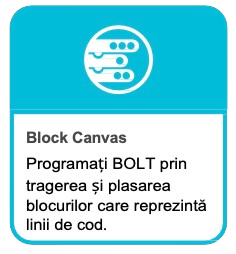 Block Canvas
Programați BOLT prin
tragerea și plasarea
blocurilor care reprezintă
linii de cod.